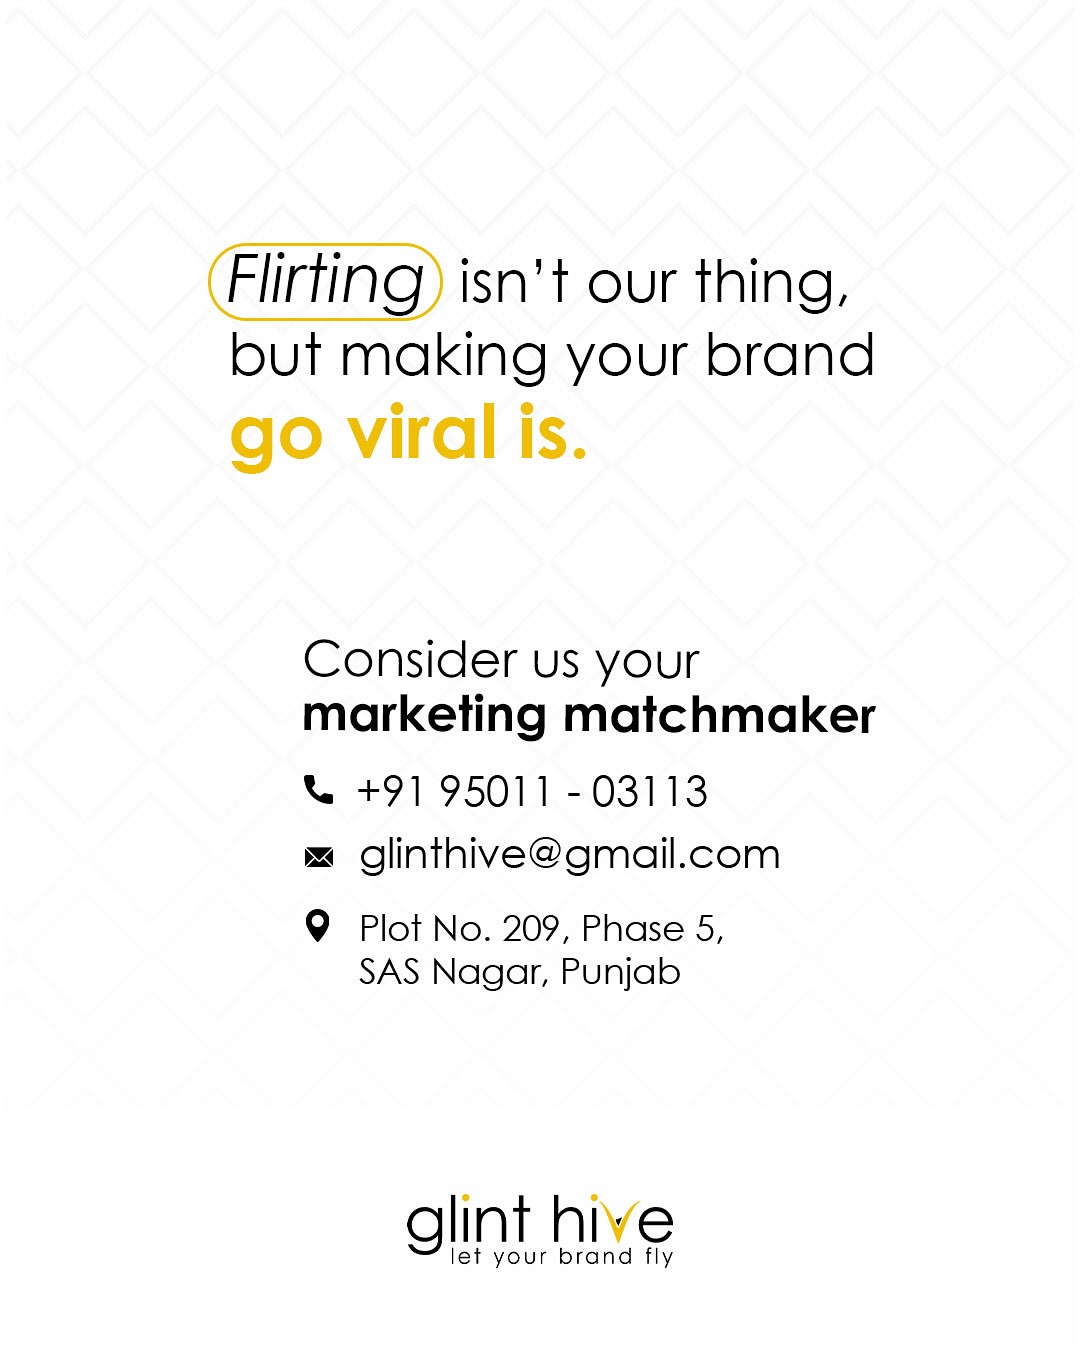 Flirting isn’t our thing,
but making your brand
go viral is.
Consider us your
marketing matchmaker
+91 95011 - 03113
glinthive@gmail.com
Plot No. 209, Phase 5,
SAS Nagar, Punjab
glint hive
let your brand fly